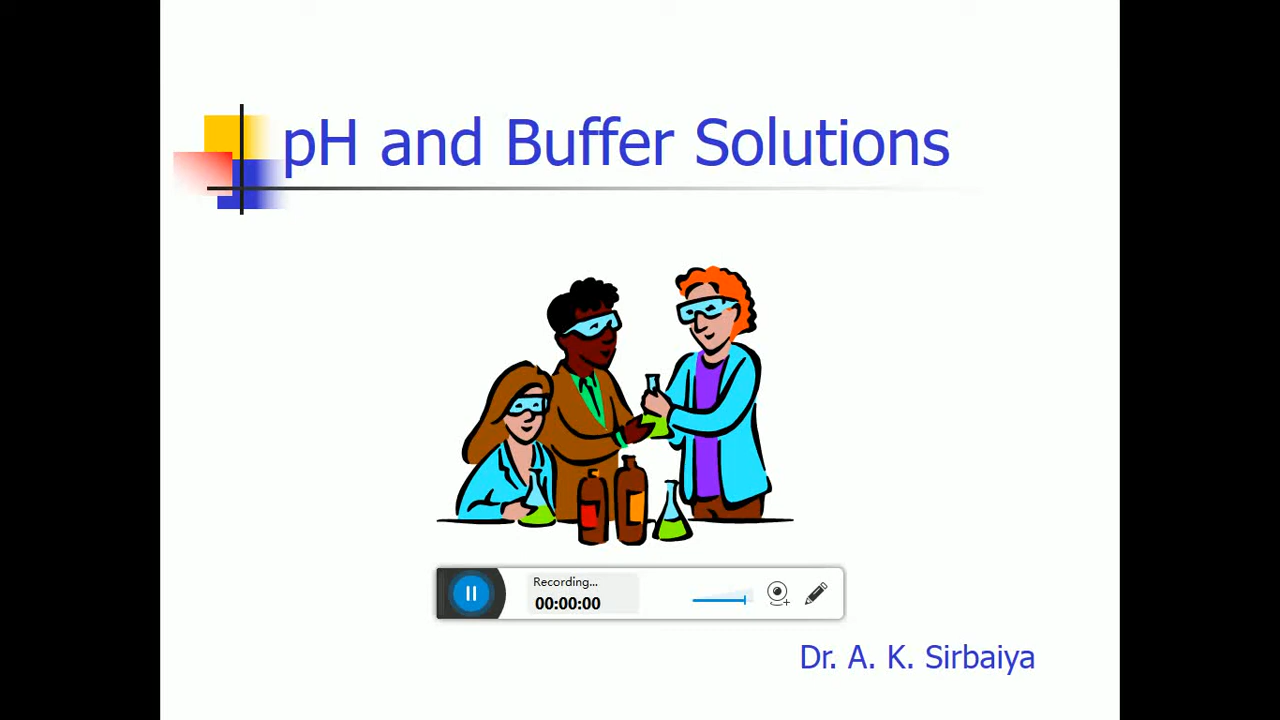 pH and Buffer Solutions
Recording...
00:00:00
Dr. A. K. Sirbaiya